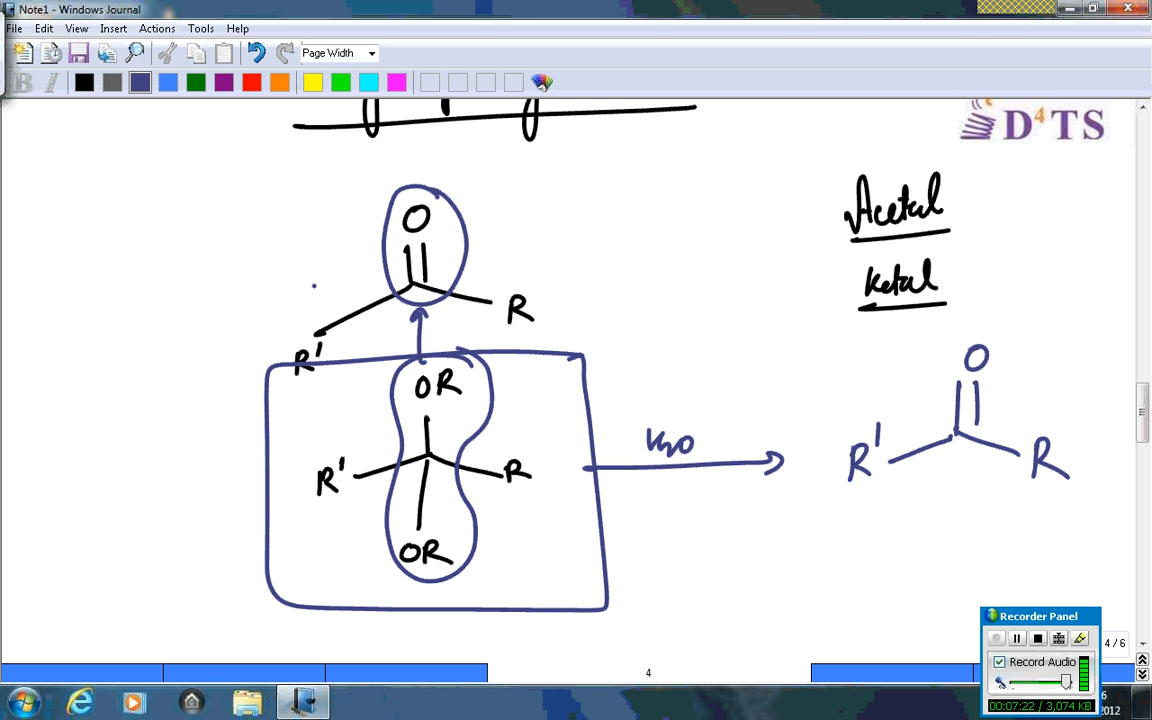 Note1 - Windows Journal
File Edit View Insert Actions Tools Help
Page Width
B I
D4TS
Acetal
Ketal
O
R
R'
OR
R'
R
OR
H2O
O
R'
R
Recorder Panel
Record Audio
00:07:22 / 3,074 KB
4 / 6
4
2012